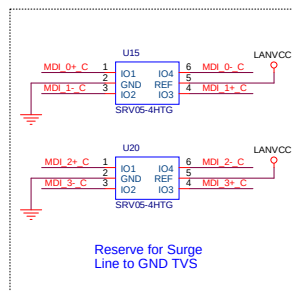 U15
LANVCC
MDI_0+_C 1 IO1 IO4 6 MDI_0-_C
2 GND REF 5
MDI_1-_C 3 IO2 IO3 4 MDI_1+_C
SRV05-4HTG
U20
LANVCC
MDI_2+_C 1 IO1 IO4 6 MDI_2-_C
2 GND REF 5
MDI_3-_C 3 IO2 IO3 4 MDI_3+_C
SRV05-4HTG
Reserve for Surge
Line to GND TVS